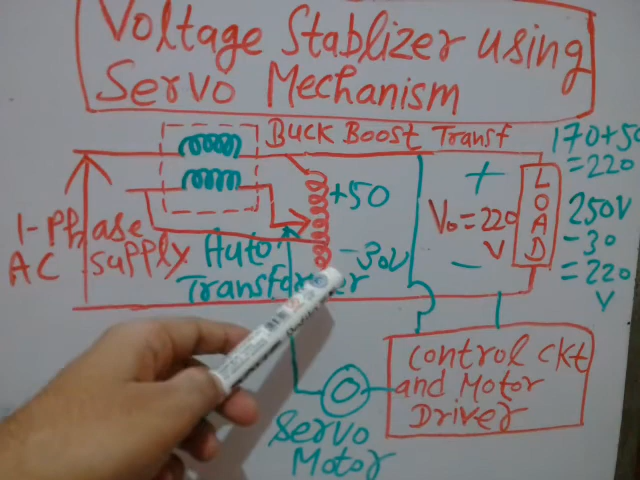 Voltage Stablizer using
Servo Mechanism
Buck Boost Transf
170+50
=220
250V
-30
=220
V
+
LOAD
Vo=220
V
-
+50
-30V
1-Phase
AC supply
Auto
Transformer
Control ckt
and Motor
Driver
Servo
Motor